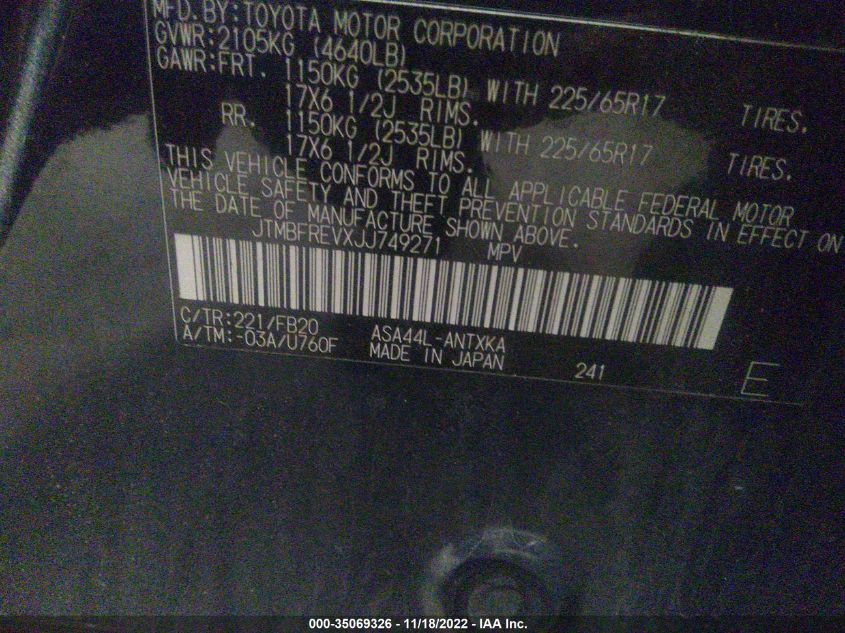 MFD.BY:TOYOTA MOTOR CORPORATION
GVWR:2105KG (4640LB)
GAWR:FRT. 1150KG (2535LB) WITH 225/65R17 TIRES.
17X6 1/2J RIMS.
RR. 1150KG (2535LB) WITH 225/65R17 TIRES.
17X6 1/2J RIMS.
THIS VEHICLE CONFORMS TO ALL APPLICABLE FEDERAL MOTOR
VEHICLE SAFETY AND THEFT PREVENTION STANDARDS IN EFFECT ON
THE DATE OF MANUFACTURE SHOWN ABOVE.
JTMBFREVXJJ749271 MPV
C/TR:221/FB20 ASA44L-ANTXKA
A/TM:-03A/U760F MADE IN JAPAN
241 E
000-35069326 - 11/18/2022 - IAA Inc.